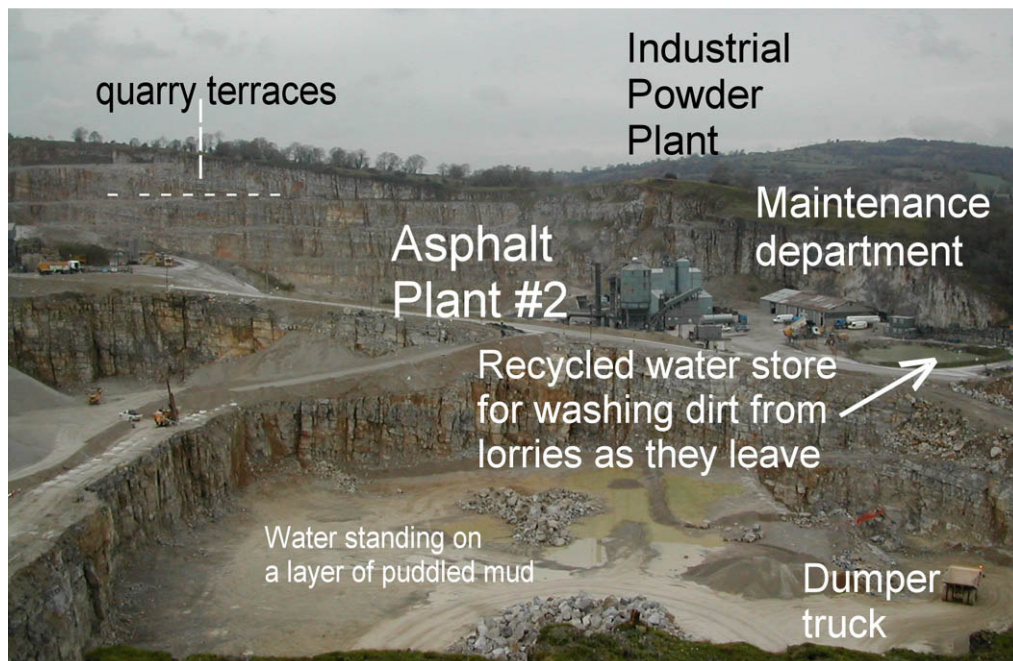 Industrial
Powder
Plant
quarry terraces
Maintenance
department
Asphalt
Plant #2
Recycled water store
for washing dirt from
lorries as they leave
Water standing on
a layer of puddled mud
Dumper
truck